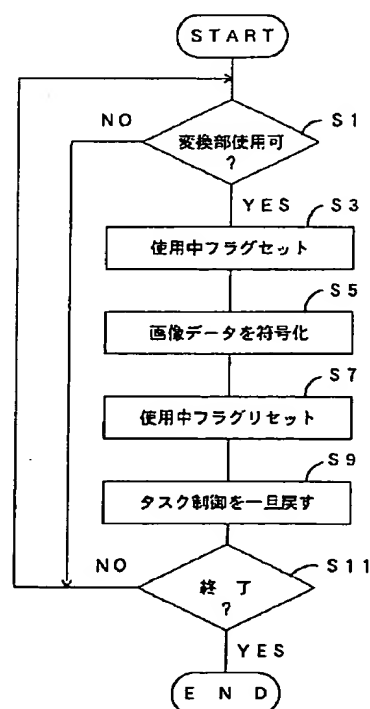 START
S1
NO
変換部使用可
?
YES
S3
使用中フラグセット
S5
画像データを符号化
S7
使用中フラグリセット
S9
タスク制御を一旦戻す
NO
S11
終 了
?
YES
E N D